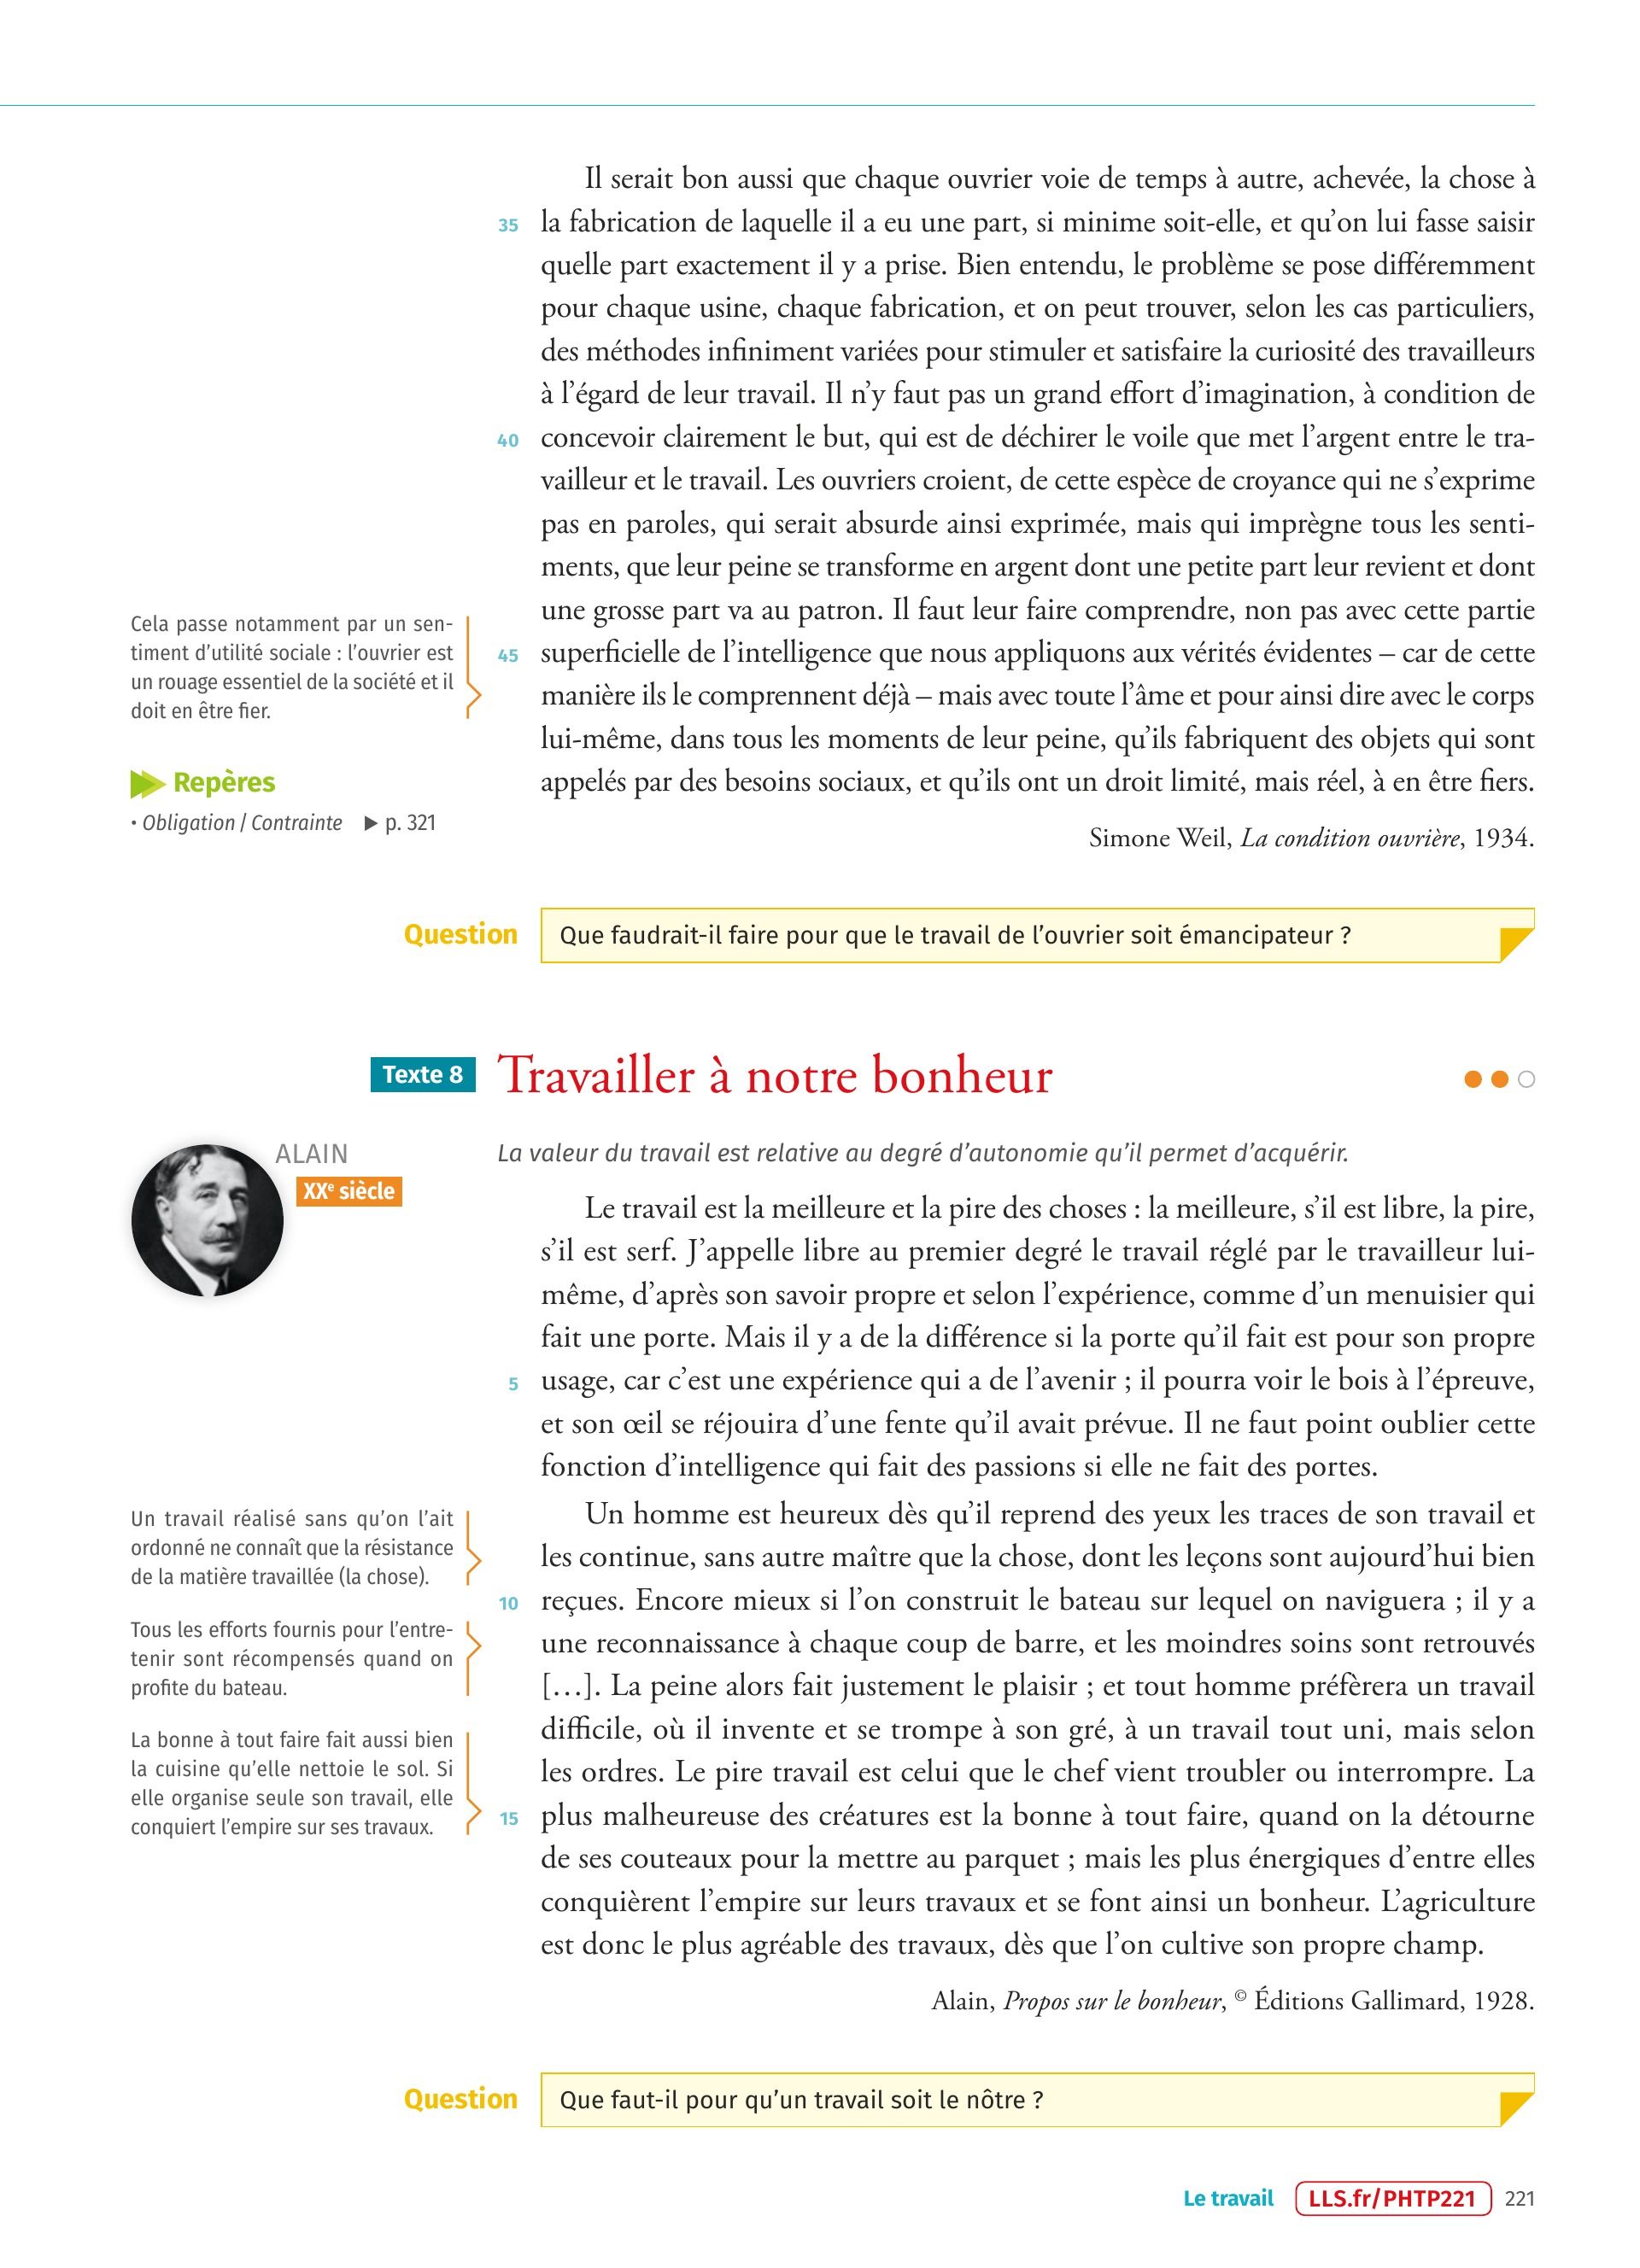 Il serait bon aussi que chaque ouvrier voie de temps à autre, achevée, la chose à
35 la fabrication de laquelle il a eu une part, si minime soit-elle, et qu’on lui fasse saisir
quelle part exactement il y a prise. Bien entendu, le problème se pose différemment
pour chaque usine, chaque fabrication, et on peut trouver, selon les cas particuliers,
des méthodes infiniment variées pour stimuler et satisfaire la curiosité des travailleurs
à l’égard de leur travail. Il n’y faut pas un grand effort d’imagination, à condition de
40 concevoir clairement le but, qui est de déchirer le voile que met l’argent entre le tra-
vailleur et le travail. Les ouvriers croient, de cette espèce de croyance qui ne s’exprime
pas en paroles, qui serait absurde ainsi exprimée, mais qui imprègne tous les senti-
ments, que leur peine se transforme en argent dont une petite part leur revient et dont
une grosse part va au patron. Il faut leur faire comprendre, non pas avec cette partie
45 superficielle de l’intelligence que nous appliquons aux vérités évidentes – car de cette
manière ils le comprennent déjà – mais avec toute l’âme et pour ainsi dire avec le corps
lui-même, dans tous les moments de leur peine, qu’ils fabriquent des objets qui sont
appelés par des besoins sociaux, et qu’ils ont un droit limité, mais réel, à en être fiers.
Simone Weil, La condition ouvrière, 1934.
Cela passe notamment par un sen-
timent d’utilité sociale : l’ouvrier est
un rouage essentiel de la société et il
doit en être fier.
Repères
• Obligation / Contrainte ▶ p. 321
Question Que faudrait-il faire pour que le travail de l’ouvrier soit émancipateur ?
Texte 8 Travailler à notre bonheur
ALAIN
XXe siècle
La valeur du travail est relative au degré d’autonomie qu’il permet d’acquérir.
Le travail est la meilleure et la pire des choses : la meilleure, s’il est libre, la pire,
s’il est serf. J’appelle libre au premier degré le travail réglé par le travailleur lui-
même, d’après son savoir propre et selon l’expérience, comme d’un menuisier qui
fait une porte. Mais il y a de la différence si la porte qu’il fait est pour son propre
5 usage, car c’est une expérience qui a de l’avenir ; il pourra voir le bois à l’épreuve,
et son œil se réjouira d’une fente qu’il avait prévue. Il ne faut point oublier cette
fonction d’intelligence qui fait des passions si elle ne fait des portes.
Un homme est heureux dès qu’il reprend des yeux les traces de son travail et
les continue, sans autre maître que la chose, dont les leçons sont aujourd’hui bien
10 reçues. Encore mieux si l’on construit le bateau sur lequel on naviguera ; il y a
une reconnaissance à chaque coup de barre, et les moindres soins sont retrouvés
[…]. La peine alors fait justement le plaisir ; et tout homme préfèrera un travail
difficile, où il invente et se trompe à son gré, à un travail tout uni, mais selon
les ordres. Le pire travail est celui que le chef vient troubler ou interrompre. La
15 plus malheureuse des créatures est la bonne à tout faire, quand on la détourne
de ses couteaux pour la mettre au parquet ; mais les plus énergiques d’entre elles
conquièrent l’empire sur leurs travaux et se font ainsi un bonheur. L’agriculture
est donc le plus agréable des travaux, dès que l’on cultive son propre champ.
Alain, Propos sur le bonheur, © Éditions Gallimard, 1928.
Un travail réalisé sans qu’on l’ait
ordonné ne connaît que la résistance
de la matière travaillée (la chose).
Tous les efforts fournis pour l’entre-
tenir sont récompensés quand on
profite du bateau.
La bonne à tout faire fait aussi bien
la cuisine qu’elle nettoie le sol. Si
elle organise seule son travail, elle
conquiert l’empire sur ses travaux.
Question Que faut-il pour qu’un travail soit le nôtre ?
Le travail LLS.fr/PHTP221 221